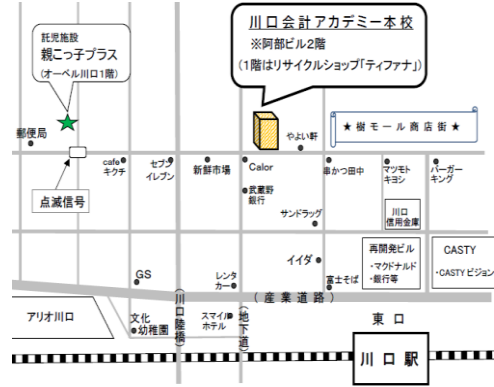 託児施設
親こっ子プラス
(オーベル川口1階)
川口会計アカデミー本校
※阿部ビル2階
(1階はリサイクルショップ「ティファナ」)
郵便局
点滅信号
cafe
キクチ
セブン
イレブン
新鮮市場
Calor
武蔵野
銀行
やよい軒
★樹モール商店街★
串かつ田中
マツモト
キヨシ
バーガー
キング
サンドラッグ
川口
信用金庫
イイダ
再開発ビル
・マクドナルド
・銀行等
CASTY
・CASTYビジョン
GS
レンタ
カー
富士そば
(産業道路)
アリオ川口
文化
幼稚園
(川口陸橋)
スマイル
ホテル
(地下道)
東口
川口駅